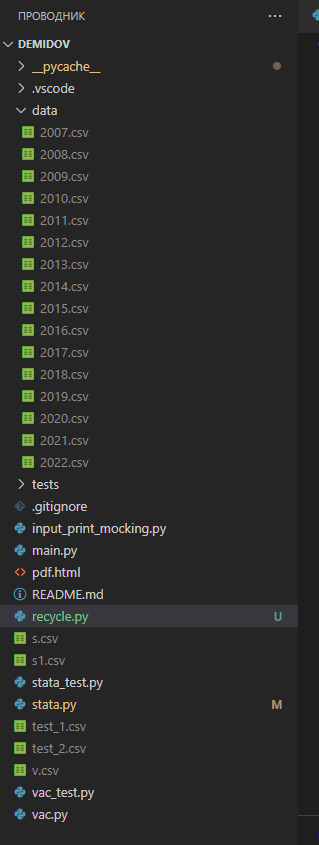 ПРОВОДНИК
DEMIDOV
__pycache__
.vscode
data
2007.csv
2008.csv
2009.csv
2010.csv
2011.csv
2012.csv
2013.csv
2014.csv
2015.csv
2016.csv
2017.csv
2018.csv
2019.csv
2020.csv
2021.csv
2022.csv
tests
.gitignore
input_print_mocking.py
main.py
pdf.html
README.md
recycle.py U
s.csv
s1.csv
stata_test.py
stata.py M
test_1.csv
test_2.csv
v.csv
vac_test.py
vac.py